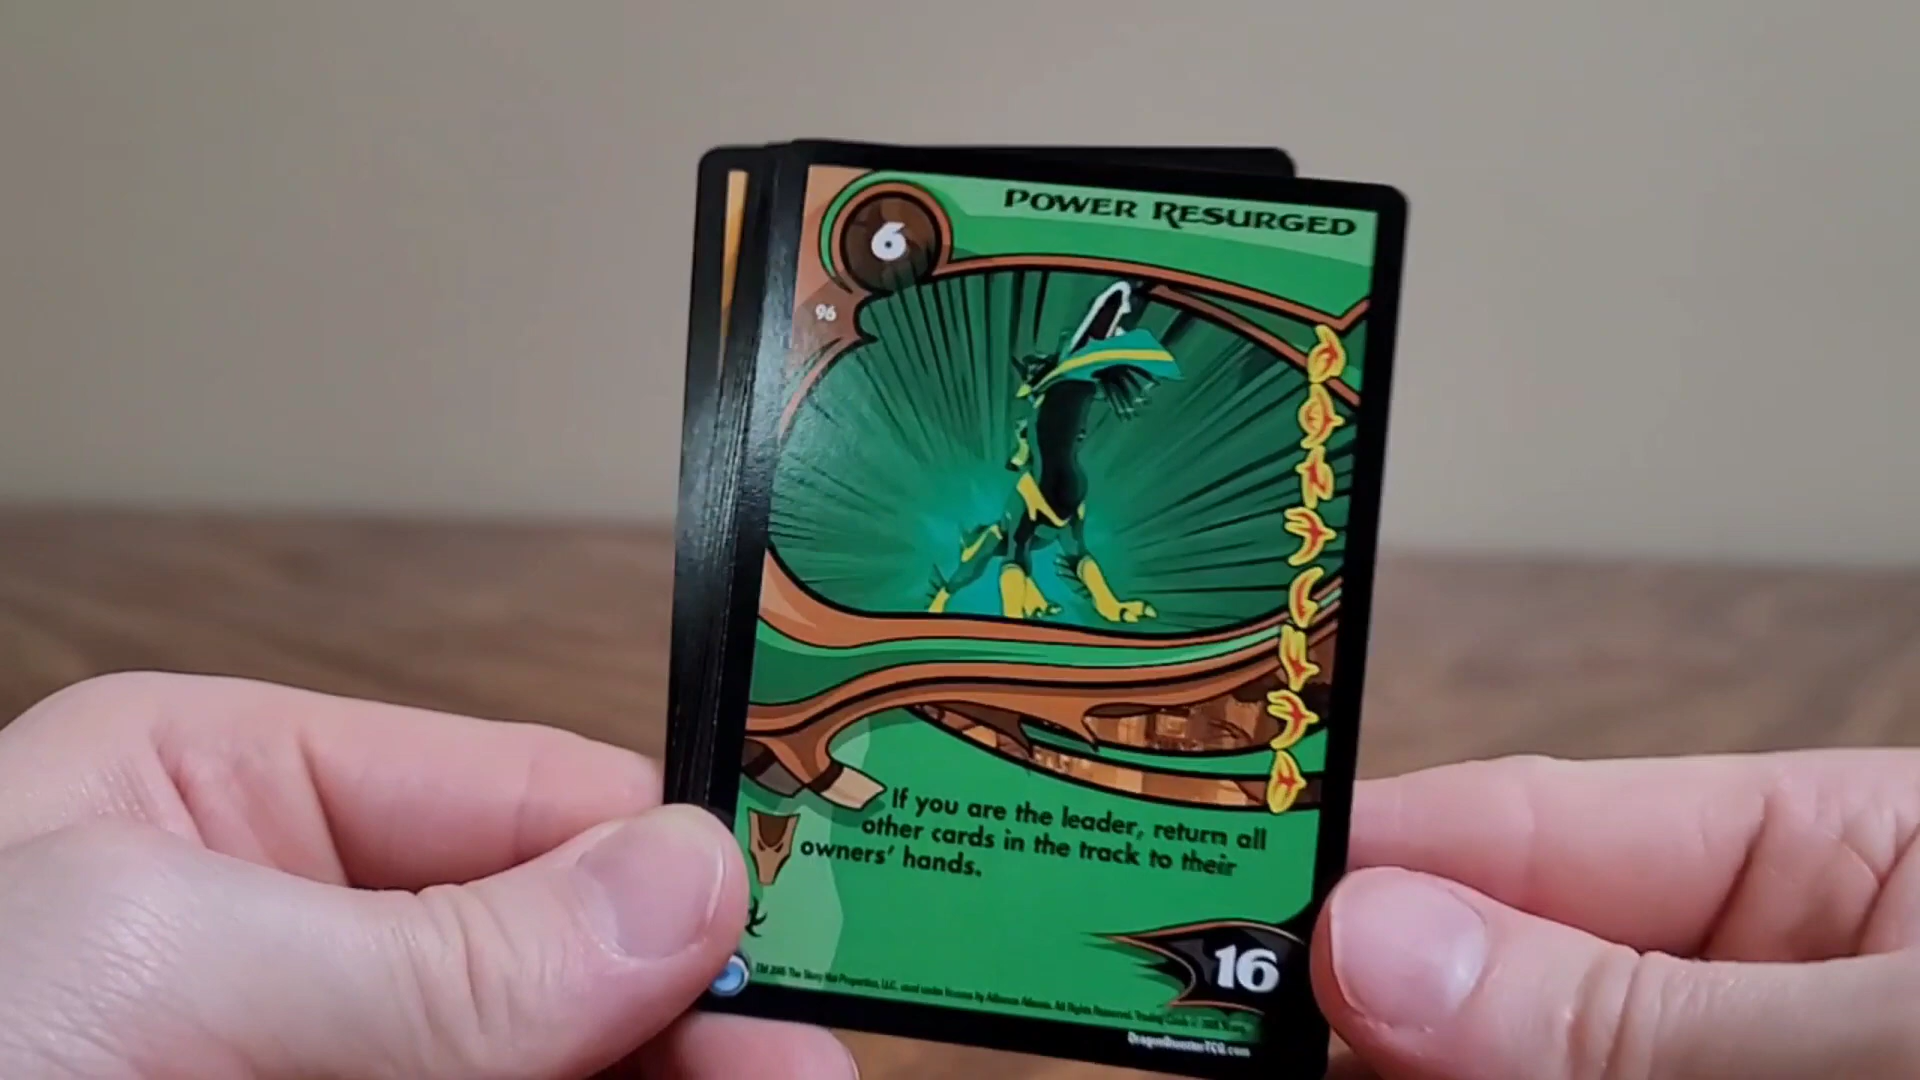 POWER RESURGED
6
96
If you are the leader, return all
other cards in the track to their
owners' hands.
16
DragonBoosterTCG.com